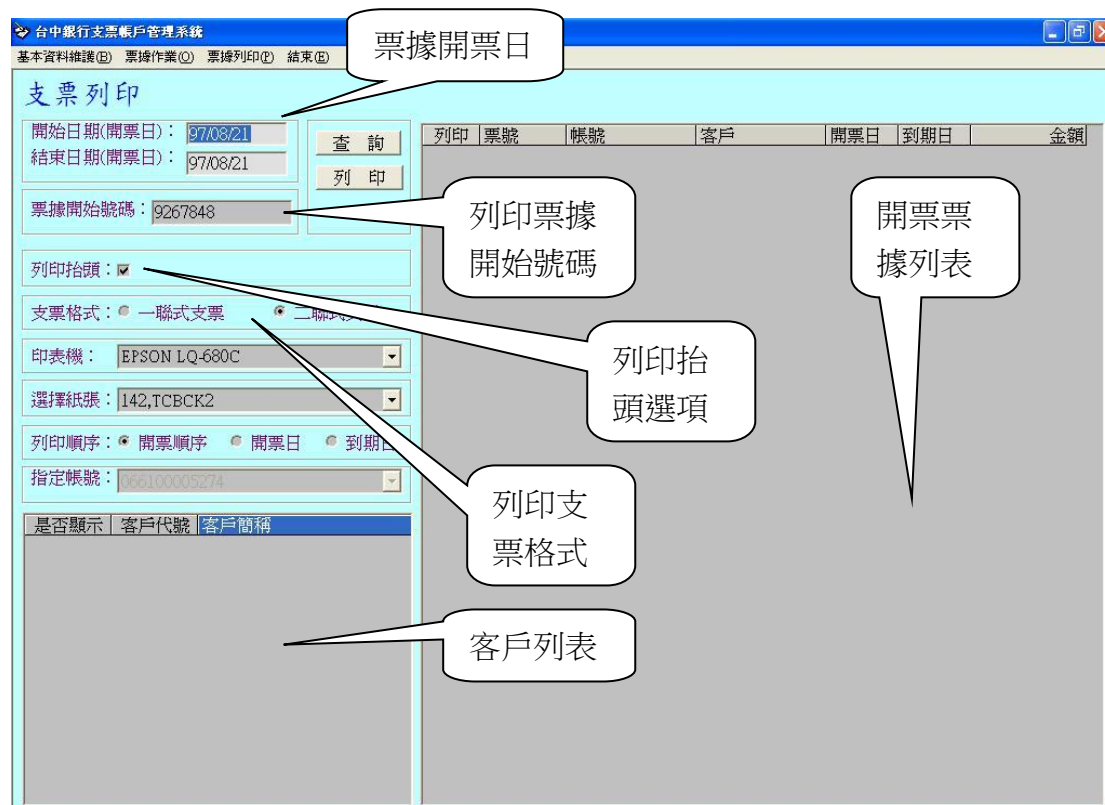 台中銀行支票帳戶管理系統
基本資料維護(B) 票據作業(O) 票據列印(P) 結束(E)
票據開票日
支票列印
開始日期(開票日): 97/08/21
結束日期(開票日): 97/08/21
查 詢
列 印
票據開始號碼: 9267848
列印抬頭:
支票格式: 一聯式支票
印表機: EPSON LQ-680C
選擇紙張: 142,TCBCK2
列印順序: 開票順序 開票日 到期日
指定帳號: 066100005274
是否顯示 客戶代號 客戶簡稱
列印 票號 帳號 客戶 開票日 到期日 金額
列印票據
開始號碼
開票票
據列表
列印抬
頭選項
列印支
票格式
客戶列表